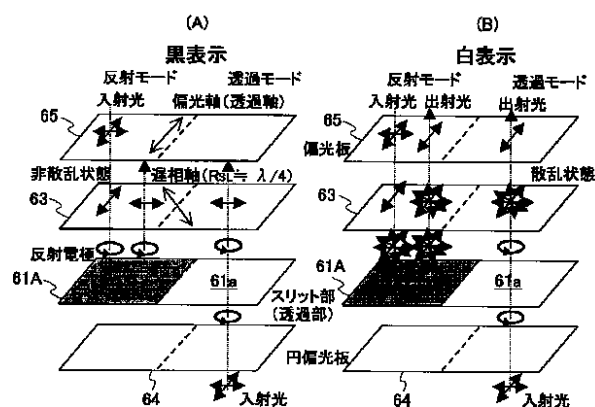 (A)
黒表示
反射モード 透過モード
入射光 偏光軸(透過軸)
65
非散乱状態 遅相軸(RSL≒ λ/4)
63
反射電極
61A
61a
スリット部
(透過部)
64
入射光
(B)
白表示
反射モード 透過モード
入射光 出射光 出射光
65
偏光板
散乱状態
63
61A
61a
円偏光板
64
入射光